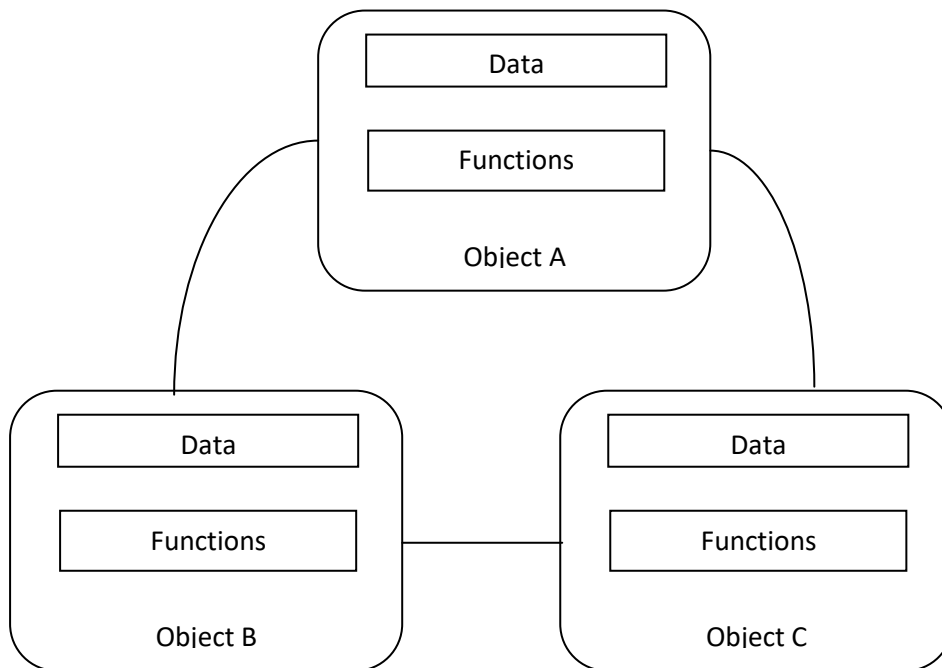 Data
Functions
Object A
Data
Functions
Object B
Data
Functions
Object C